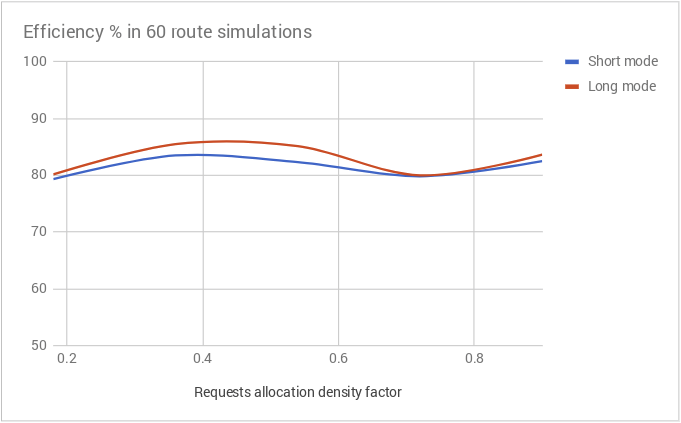 Efficiency % in 60 route simulations
100
90
80
70
60
50
0.2
0.4
0.6
0.8
Requests allocation density factor
Short mode
Long mode